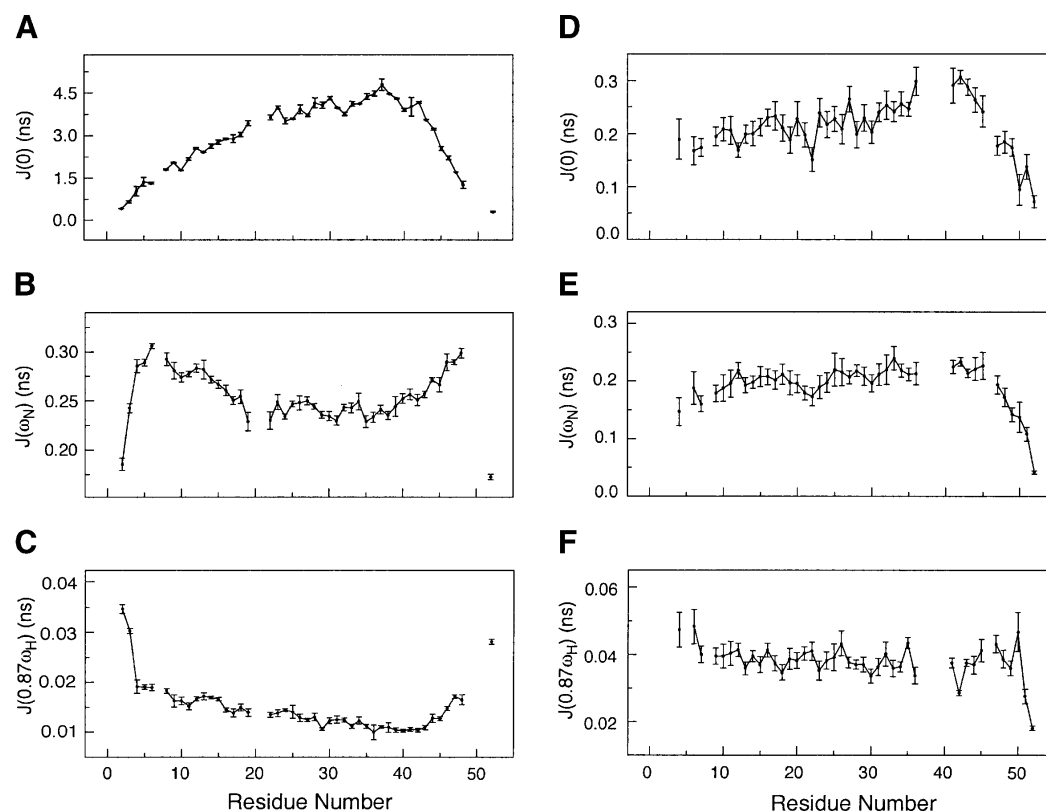 A
J(0) (ns)
4.5
3.0
1.5
0.0
B
J(ωN) (ns)
0.30
0.25
0.20
C
J(0.87ωH) (ns)
0.04
0.03
0.02
0.01
0 10 20 30 40 50
Residue Number
D
J(0) (ns)
0.3
0.2
0.1
0.0
E
J(ωN) (ns)
0.3
0.2
0.1
0.0
F
J(0.87ωH) (ns)
0.06
0.04
0.02
0 10 20 30 40 50
Residue Number